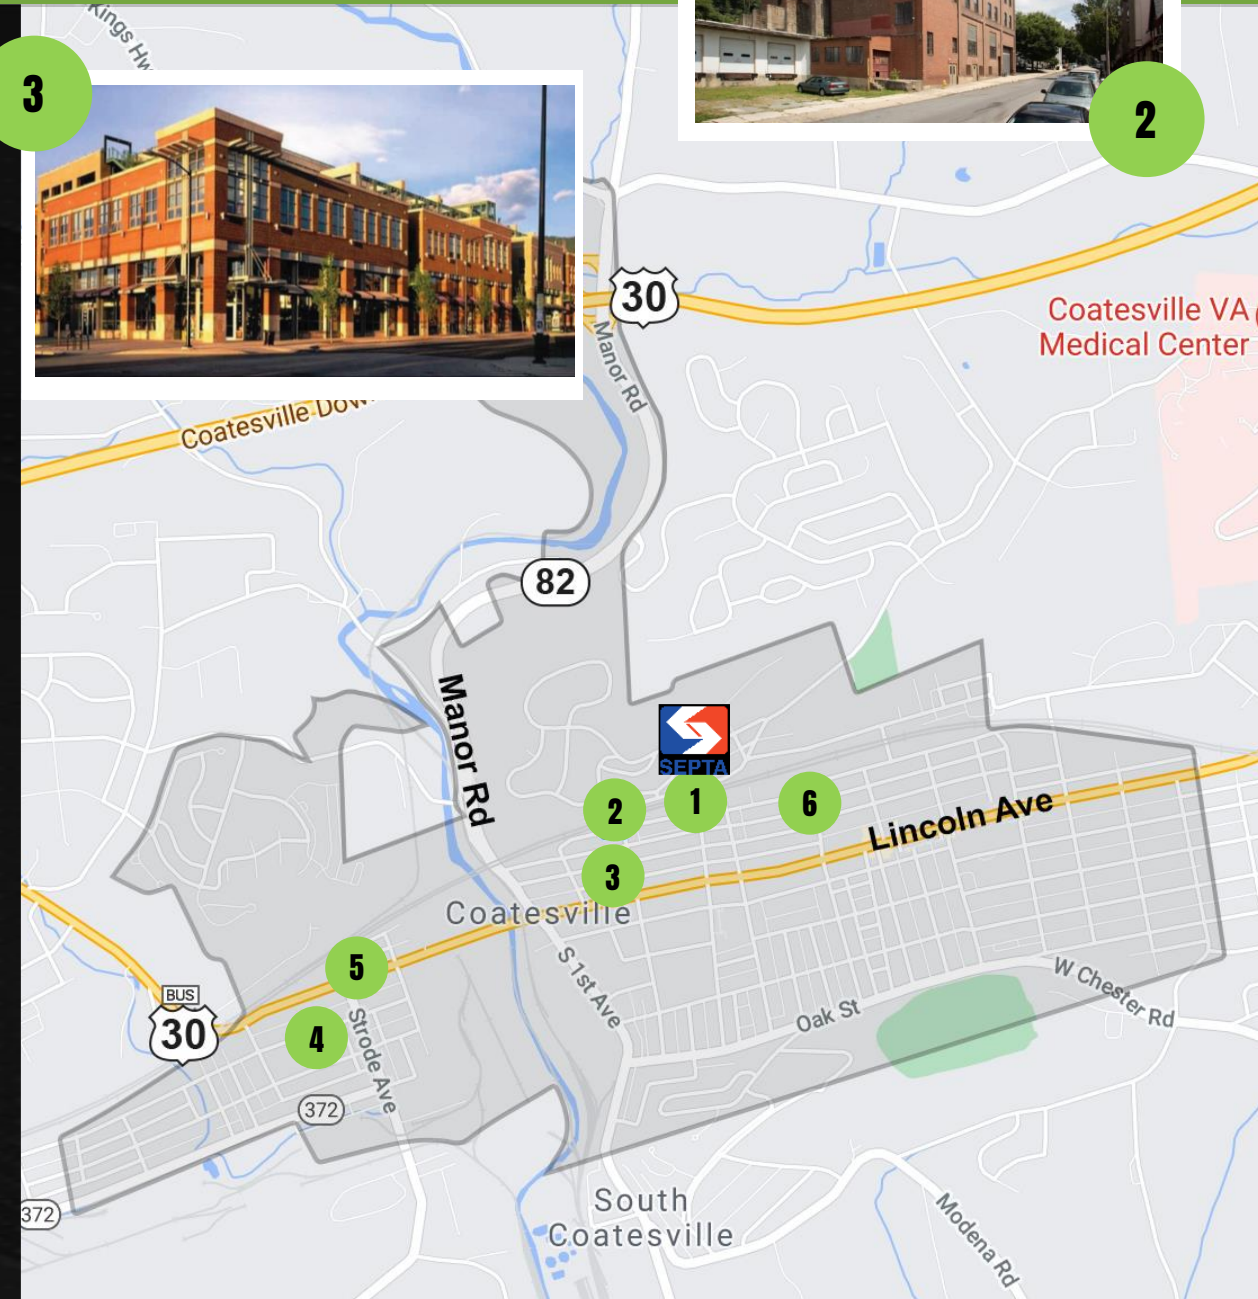 Kings Hw
3
2
30
Manor Rd
Coatesville VA
Medical Center
Coatesville Dow
82
Manor Rd
SEPTA
2
1
6
Lincoln Ave
3
Coatesville
5
S 1st Ave
W Chester Rd
BUS
30
4
Strode Ave
Oak St
372
372
South
Coatesville
Modena Rd